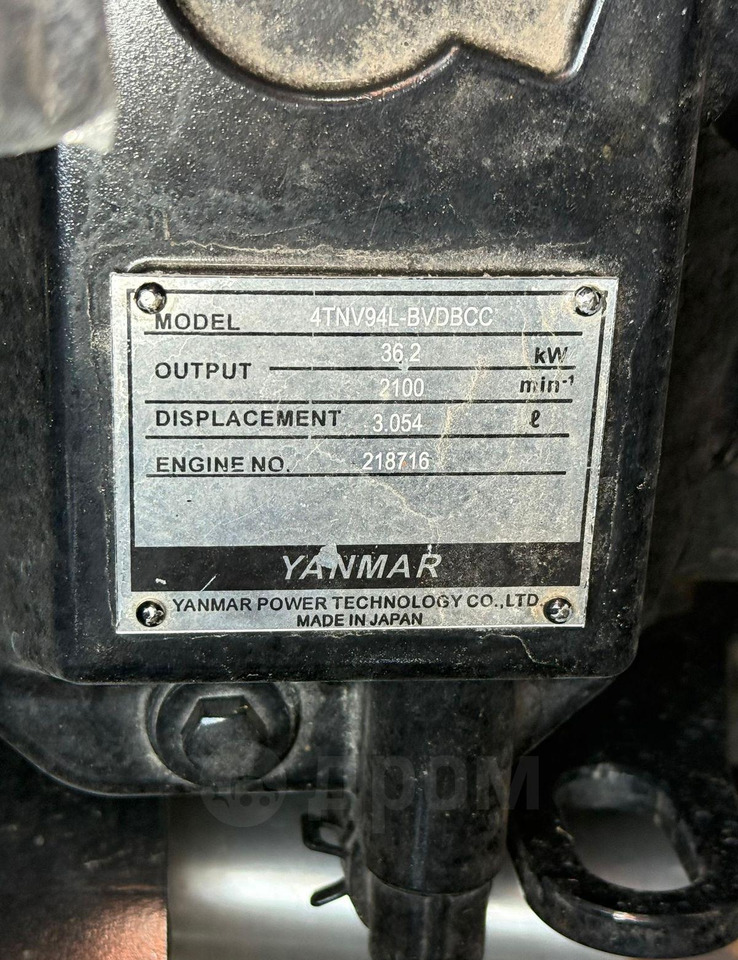 MODEL 4TNV94L-BVDBCC
36.2 kW
OUTPUT
2100 min-¹
DISPLACEMENT 3.054 ℓ
ENGINE NO. 218716
YANMAR
YANMAR POWER TECHNOLOGY CO.,LTD.
MADE IN JAPAN
дром